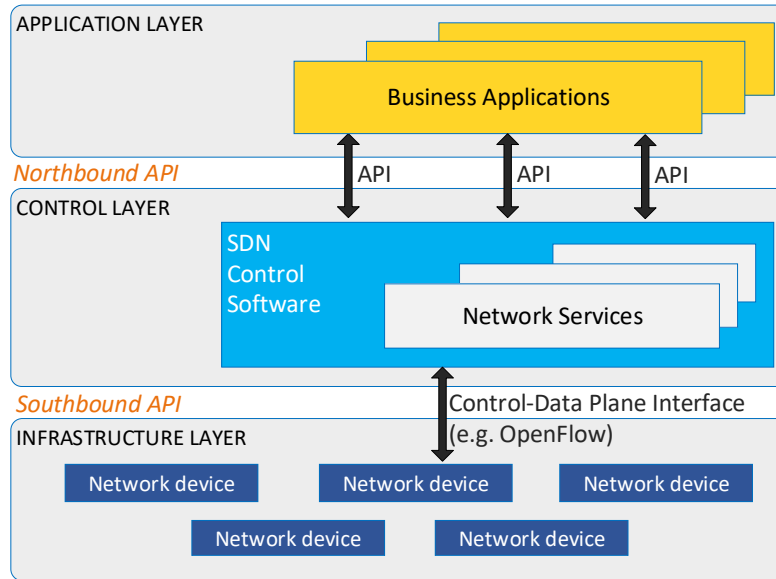 APPLICATION LAYER
Business Applications
Northbound API
API
API
API
CONTROL LAYER
SDN
Control
Software
Network Services
Southbound API
Control-Data Plane Interface
(e.g. OpenFlow)
INFRASTRUCTURE LAYER
Network device
Network device
Network device
Network device
Network device